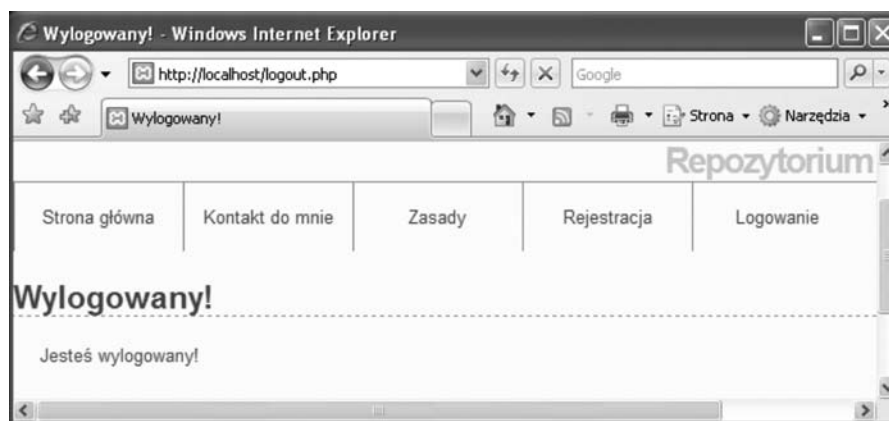 Wylogowany! - Windows Internet Explorer
http://localhost/logout.php
Google
Wylogowany!
Strona
Narzędzia
Repozytorium
Strona główna
Kontakt do mnie
Zasady
Rejestracja
Logowanie
Wylogowany!
Jesteś wylogowany!